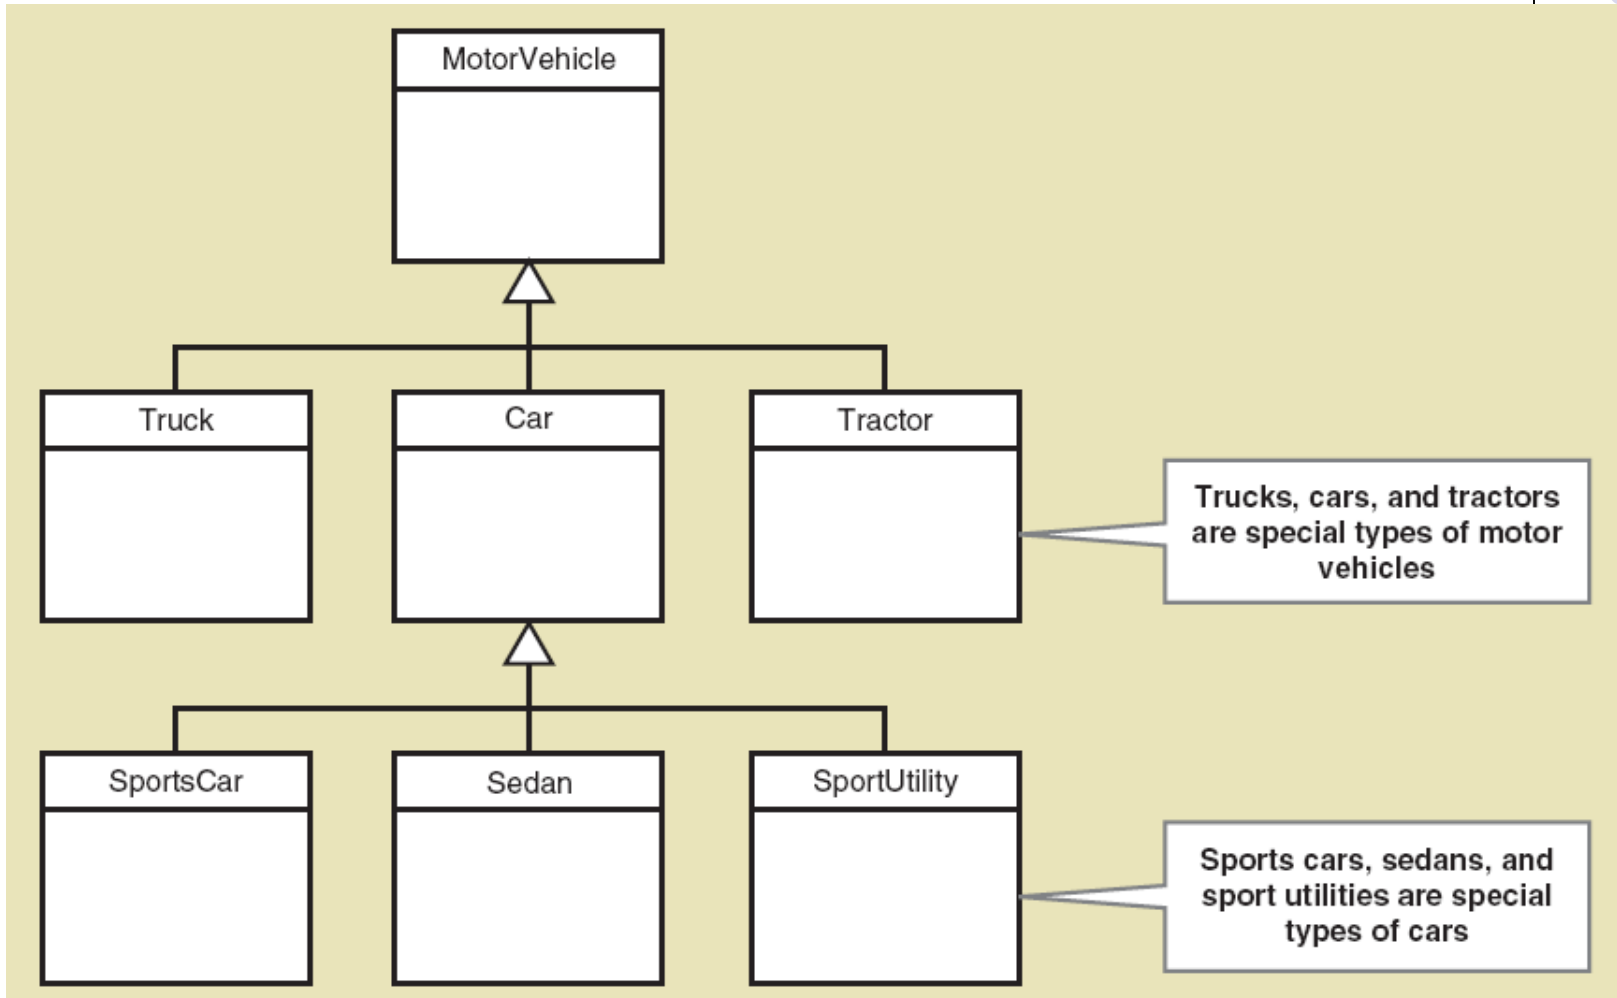 MotorVehicle
Truck
Car
Tractor
Trucks, cars, and tractors
are special types of motor
vehicles
SportsCar
Sedan
SportUtility
Sports cars, sedans, and
sport utilities are special
types of cars